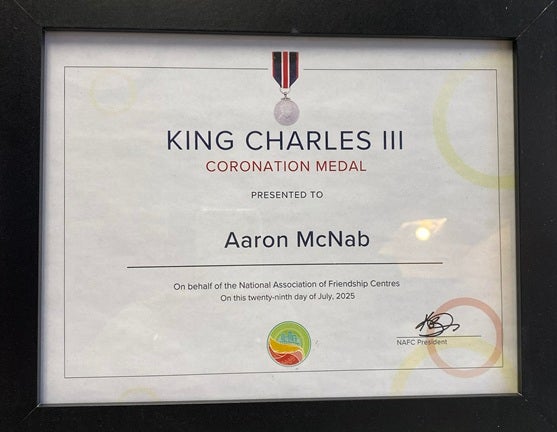 KING CHARLES III
CORONATION MEDAL
PRESENTED TO
Aaron McNab
On behalf of the National Association of Friendship Centres
On this twenty-ninth day of July, 2025
NAFC President